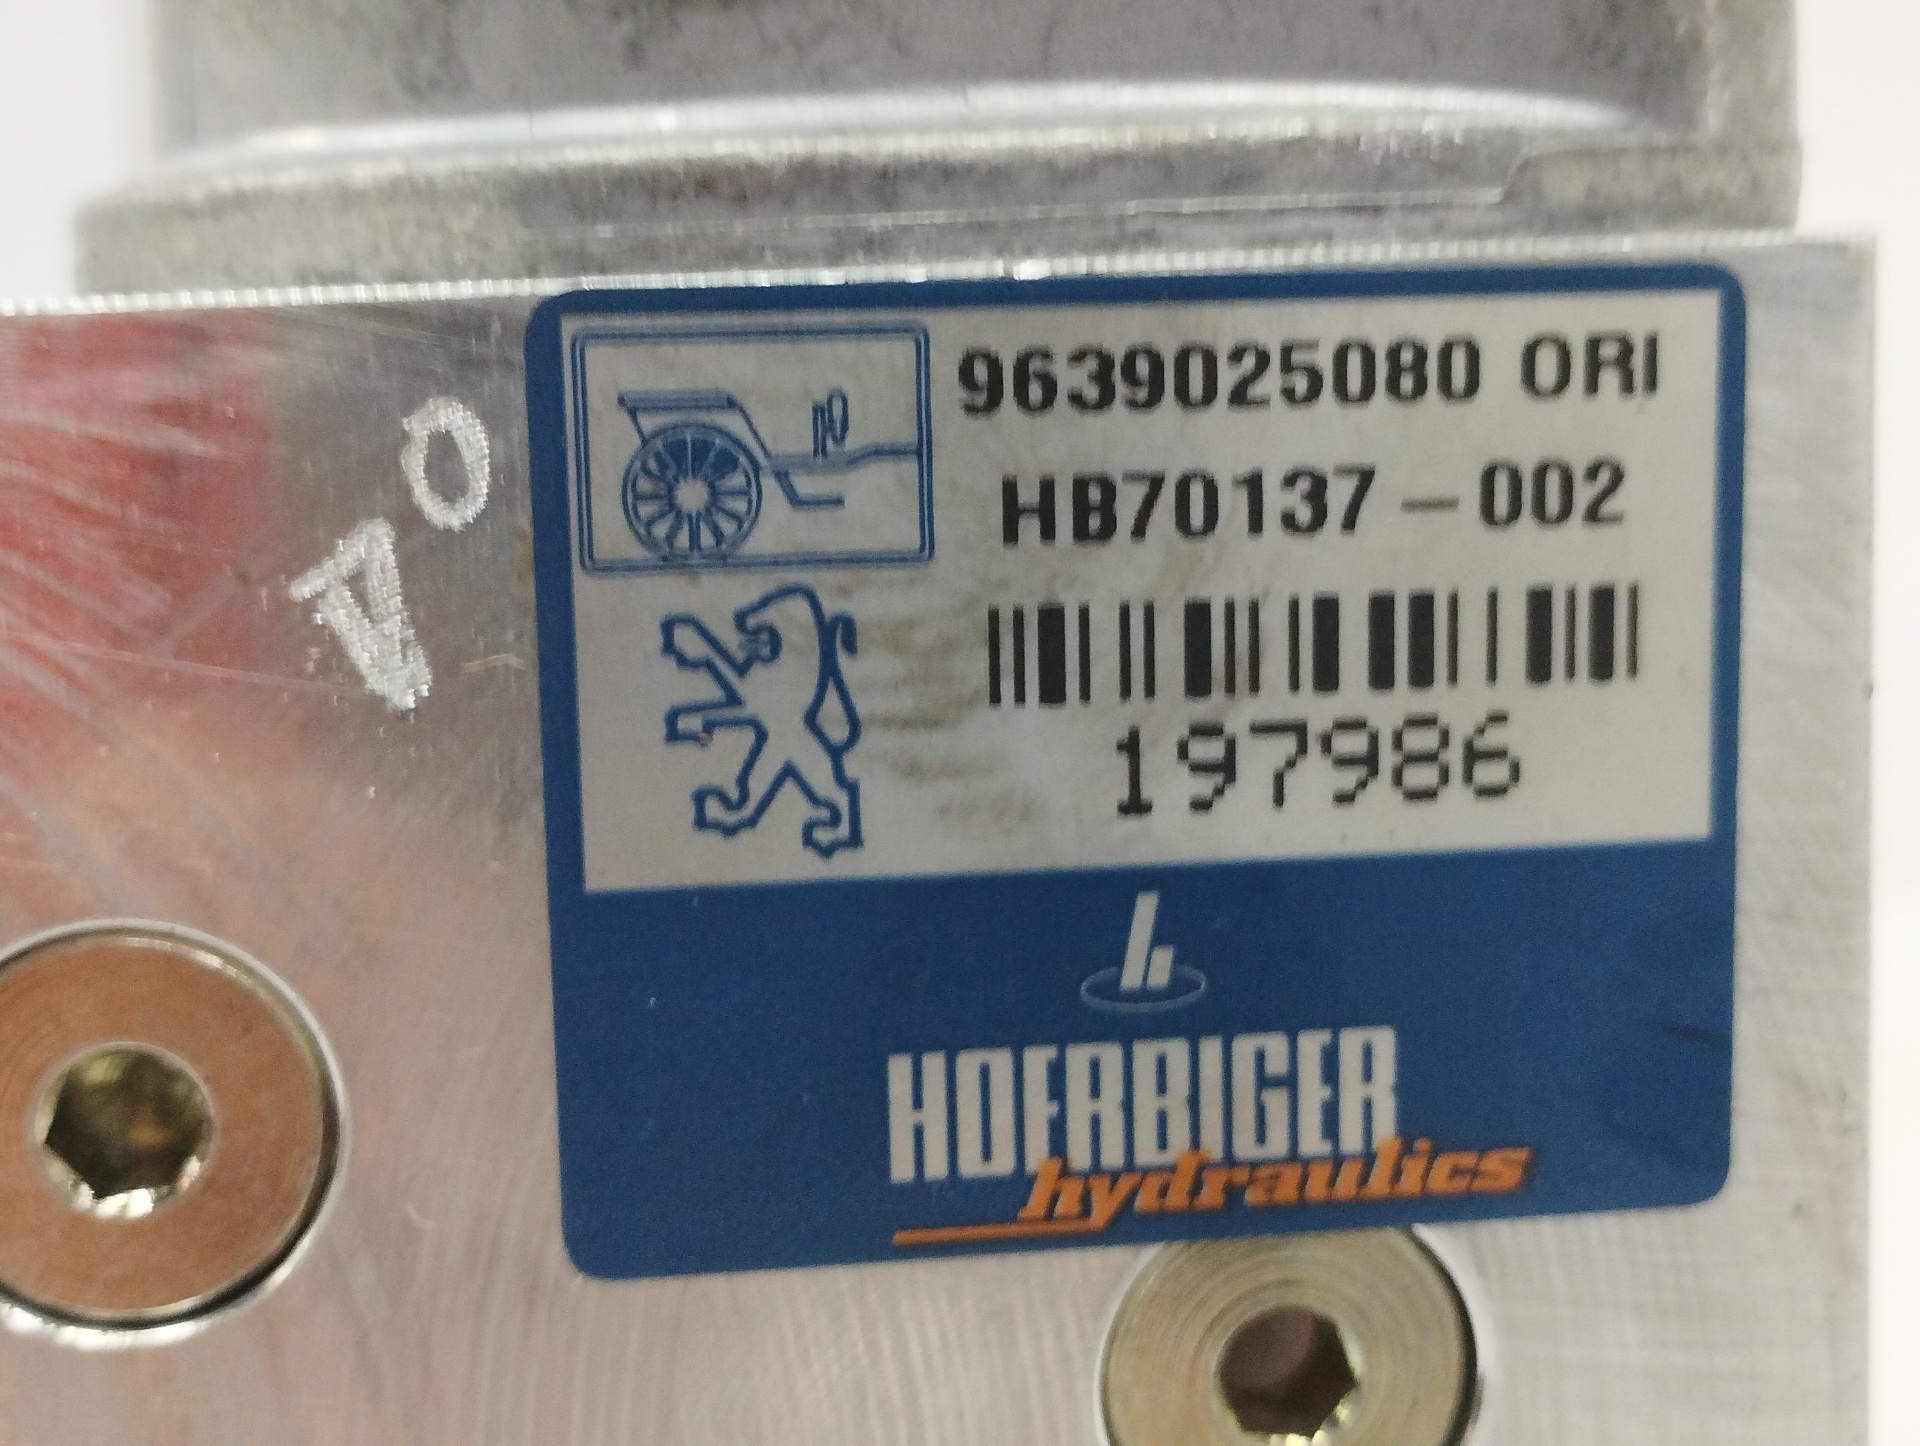 9639025080 ORI
HB70137-002
197986
HOERBIGER
hydraulics